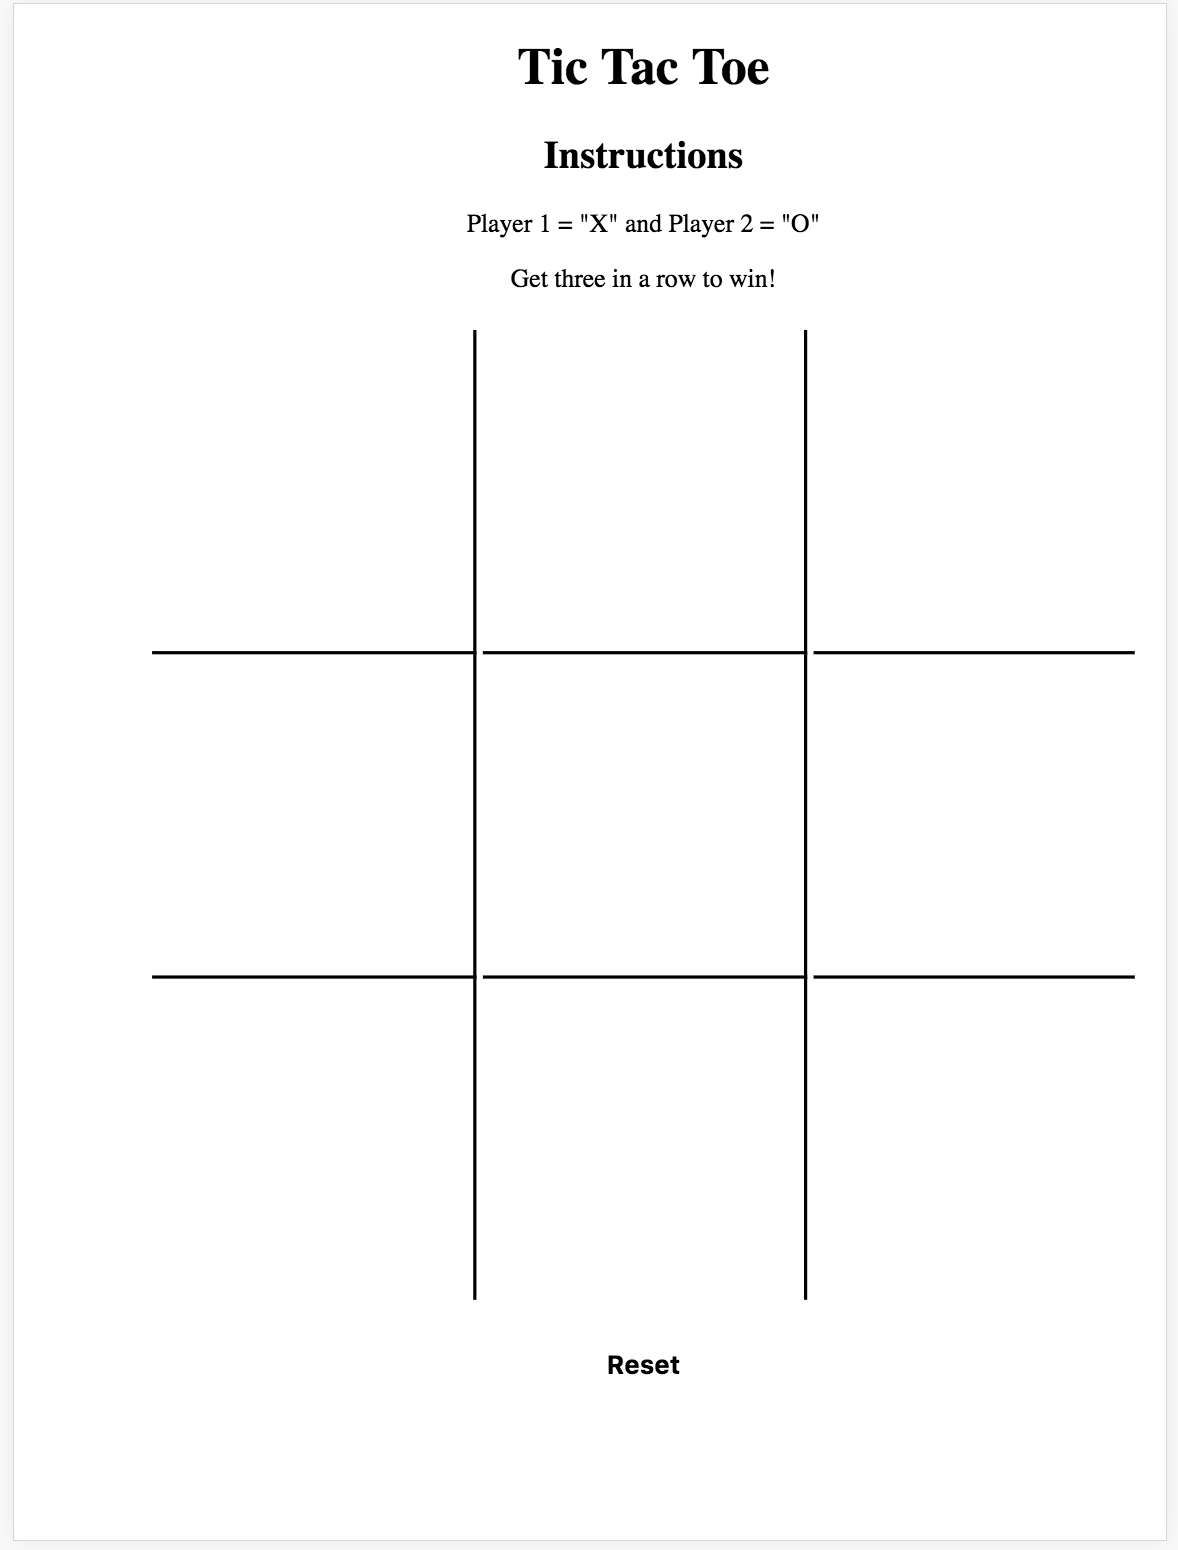 Tic Tac Toe
Instructions
Player 1 = "X" and Player 2 = "O"
Get three in a row to win!
Reset